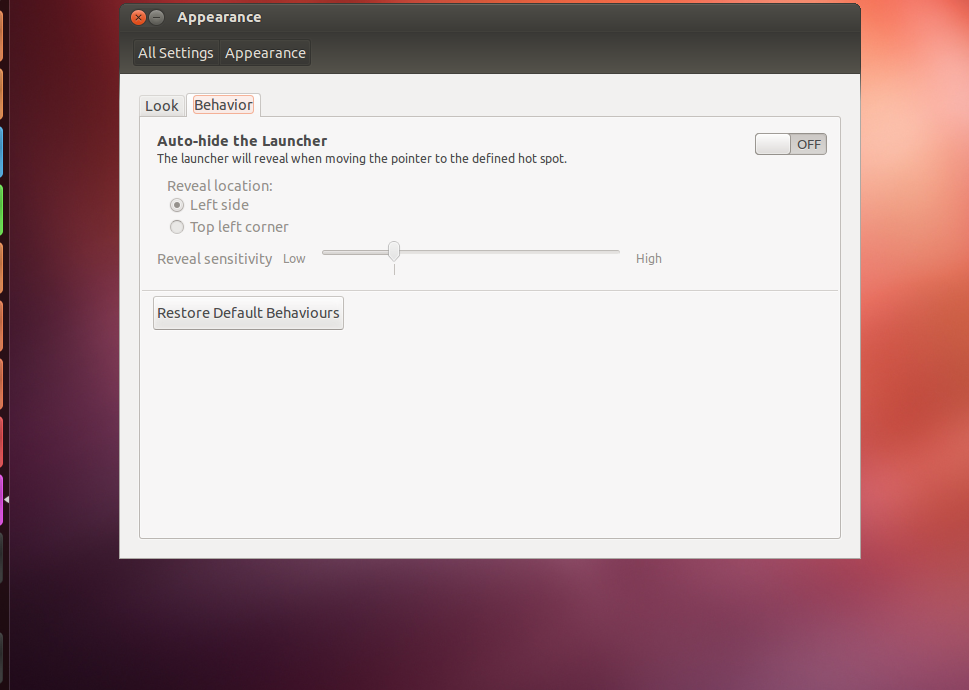 Appearance
All Settings Appearance
Look Behavior
Auto-hide the Launcher
OFF
The launcher will reveal when moving the pointer to the defined hot spot.
Reveal location:
Left side
Top left corner
Reveal sensitivity Low High
Restore Default Behaviours